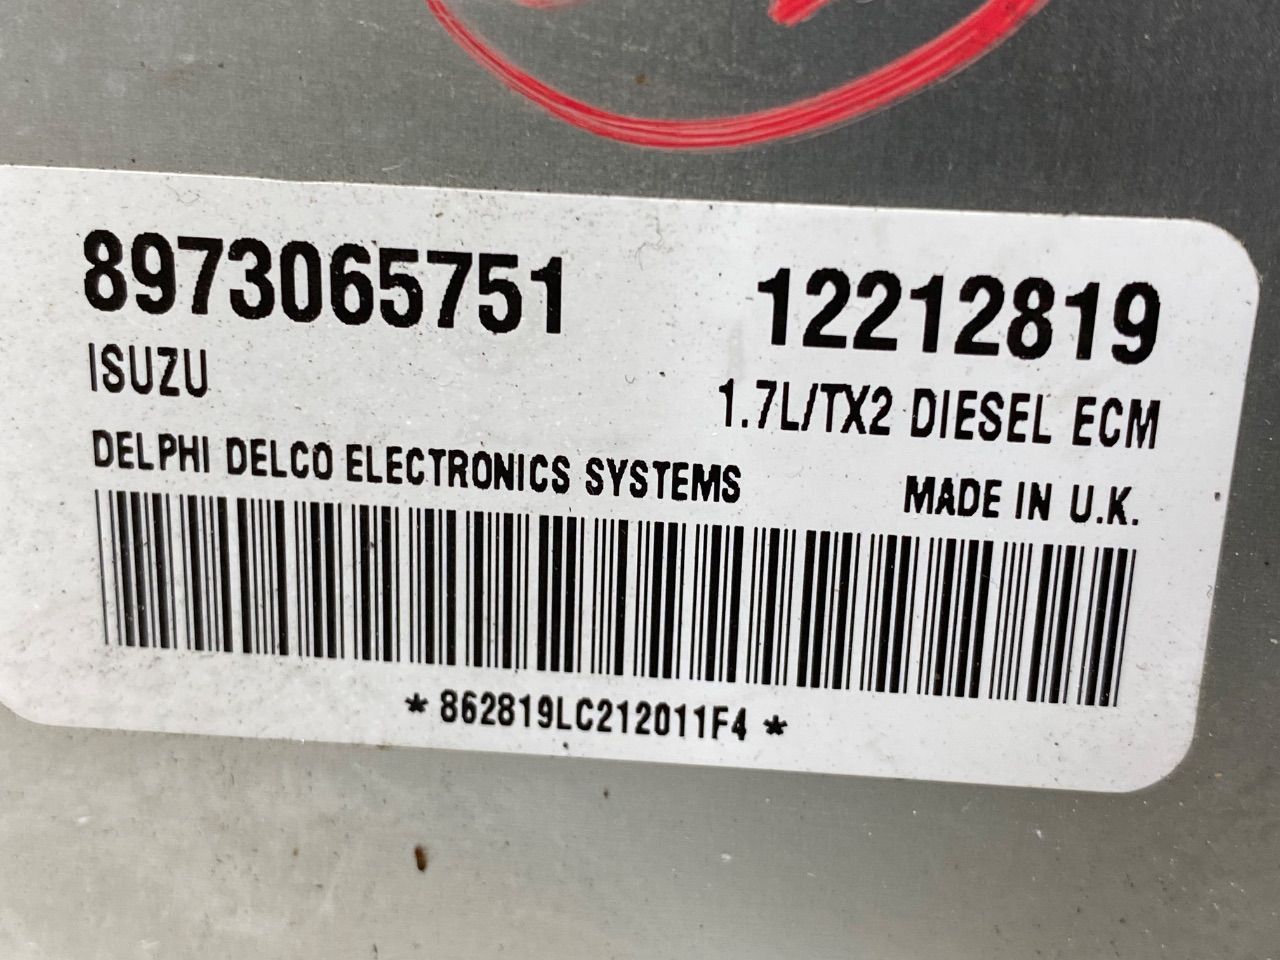 8973065751 12212819
ISUZU 1.7L/TX2 DIESEL ECM
DELPHI DELCO ELECTRONICS SYSTEMS MADE IN U.K.
* 862819LC212011F4 *